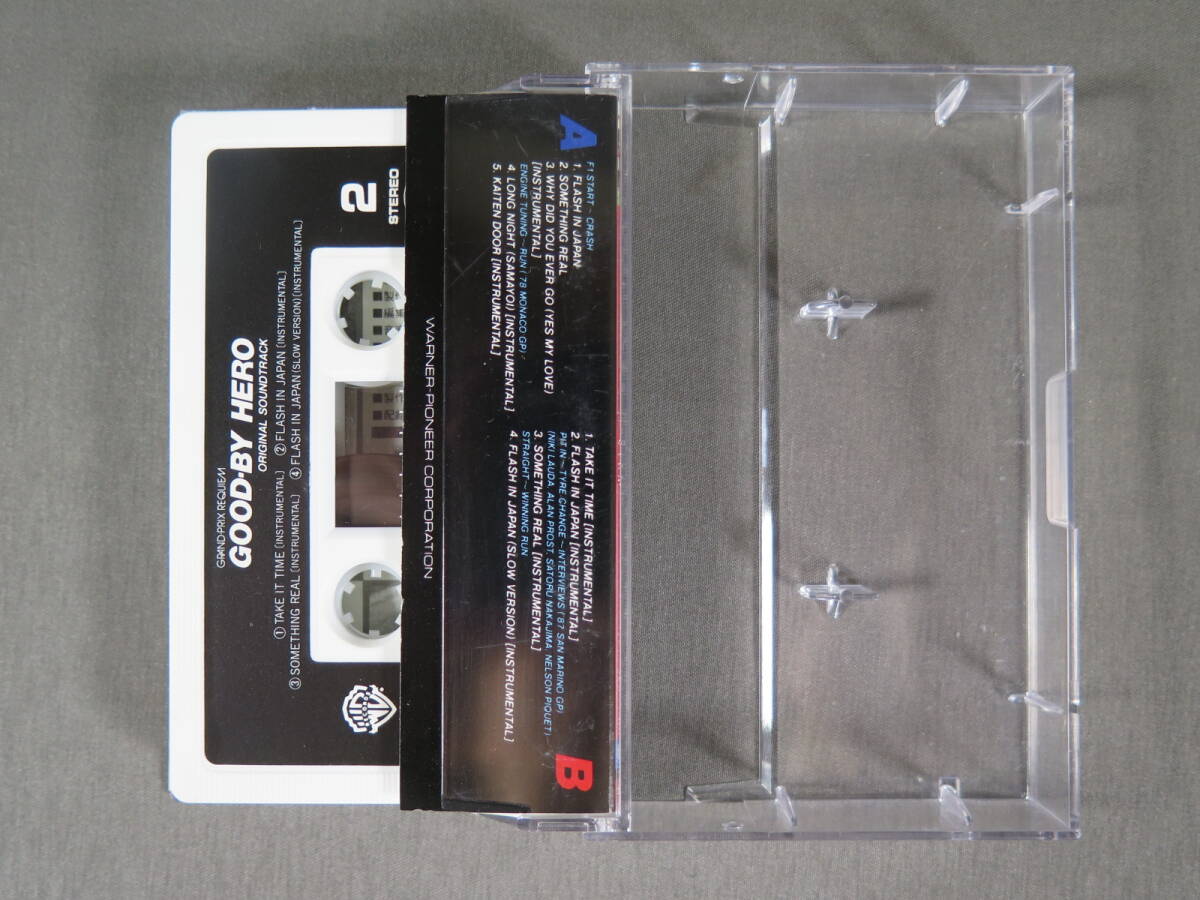 GRAND-PRIX REQUIEM
GOOD-BY HERO
ORIGINAL SOUNDTRACK
① TAKE IT TIME [INSTRUMENTAL] ② FLASH IN JAPAN [INSTRUMENTAL]
③ SOMETHING REAL [INSTRUMENTAL] ④ FLASH IN JAPAN (SLOW VERSION) [INSTRUMENTAL]
2
STEREO
A
F1 START~CRASH
1. FLASH IN JAPAN
2. SOMETHING REAL
3. WHY DID YOU EVER GO (YES MY LOVE)
[INSTRUMENTAL]
ENGINE TUNING~RUN ('78 MONACO GP)
4. LONG NIGHT (SAMAYOI) [INSTRUMENTAL]
5. KAITEN DOOR [INSTRUMENTAL]
B
1. TAKE IT TIME [INSTRUMENTAL]
2. FLASH IN JAPAN [INSTRUMENTAL]
PIT IN~TYRE CHANGE~INTERVIEWS ('87 SAN MARINO GP)
(NIKI LAUDA, ALAN PROST, SATORU NAKAJIMA, NELSON PIQUET)
3. SOMETHING REAL [INSTRUMENTAL]
STRAIGHT~WINNING RUN
4. FLASH IN JAPAN (SLOW VERSION) [INSTRUMENTAL]
WARNER-PIONEER CORPORATION